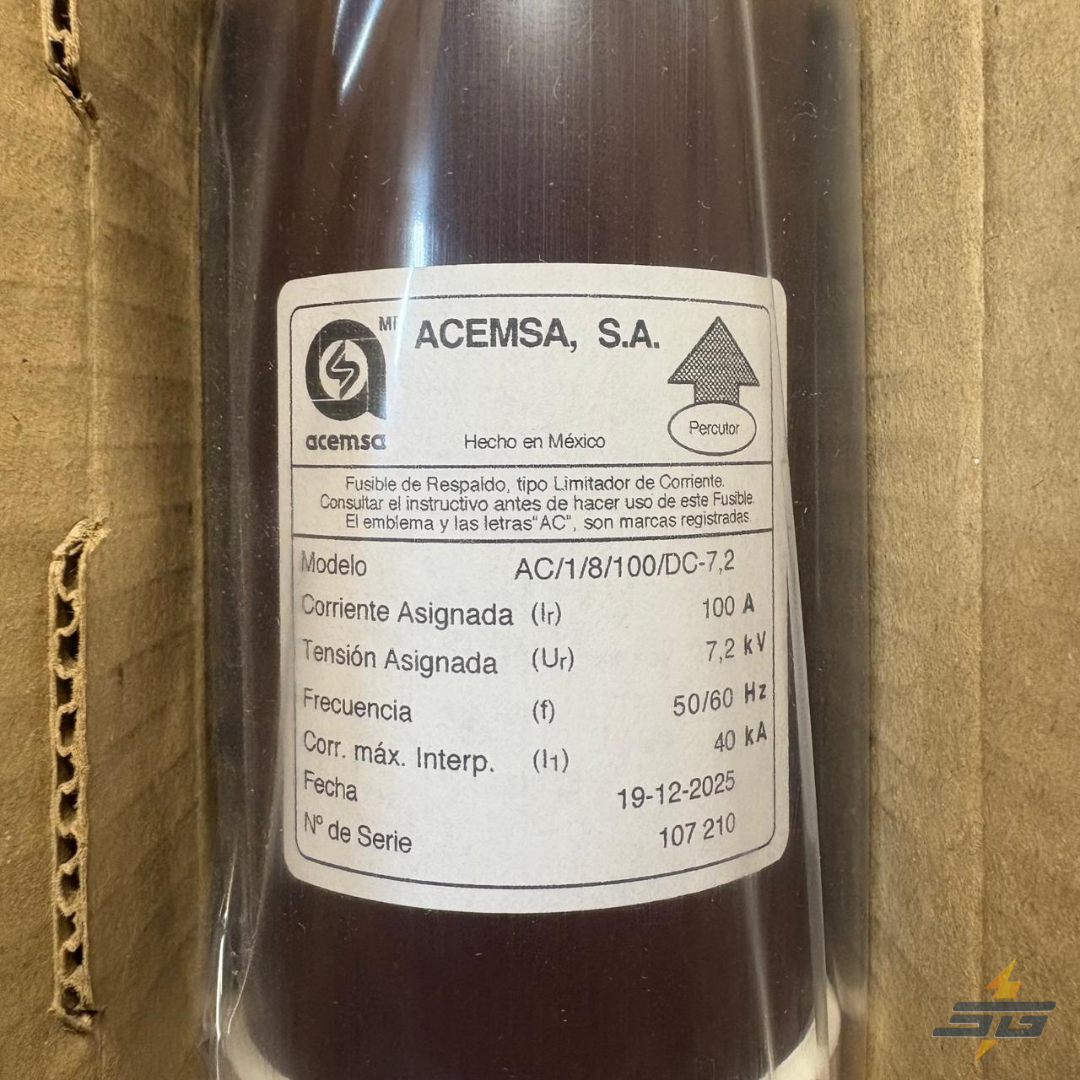 ACEMSA, S.A.
acemsa
Hecho en México
Percutor
Fusible de Respaldo, tipo Limitador de Corriente.
Consultar el instructivo antes de hacer uso de este Fusible.
El emblema y las letras"AC", son marcas registradas.
Modelo AC/1/8/100/DC-7,2
Corriente Asignada (Ir) 100 A
Tensión Asignada (Ur) 7,2 kV
Frecuencia (f) 50/60 Hz
Corr. máx. Interp. (I1) 40 kA
Fecha 19-12-2025
Nº de Serie 107 210